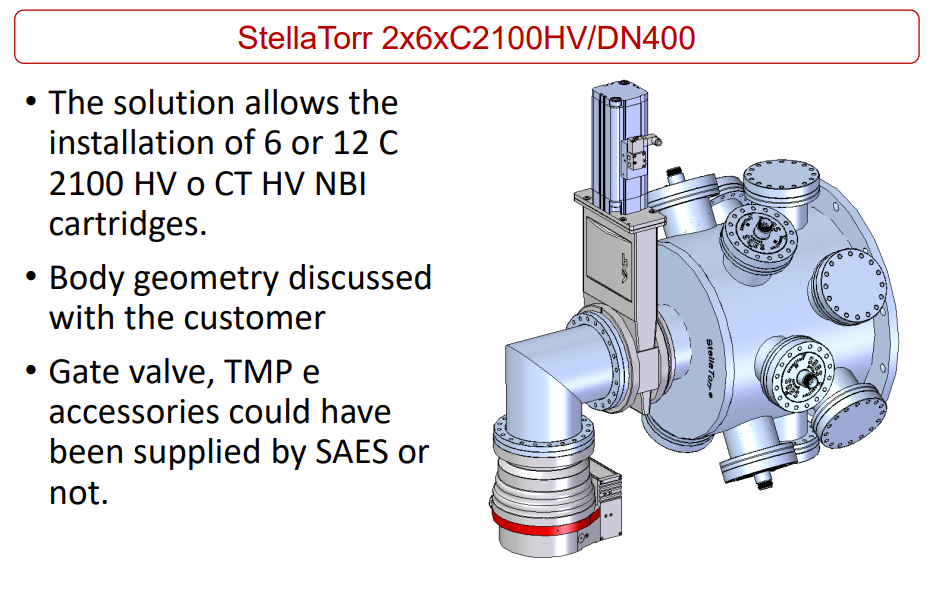 StellaTorr 2x6xC2100HV/DN400
• The solution allows the
installation of 6 or 12 C
2100 HV o CT HV NBI
cartridges.
• Body geometry discussed
with the customer
• Gate valve, TMP e
accessories could have
been supplied by SAES or
not.
StellaTorr®